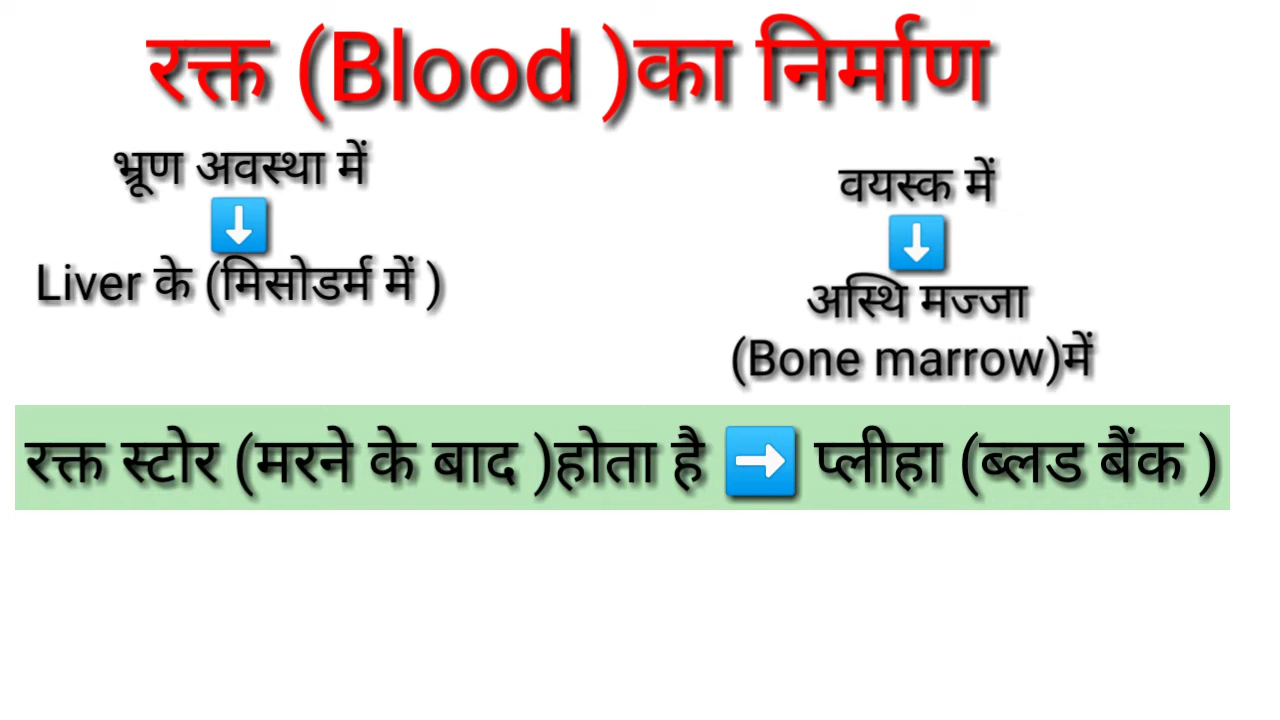 रक्त (Blood )का निर्माण
भ्रूण अवस्था में
⬇️
Liver के (मिसोडर्म में )
वयस्क में
⬇️
अस्थि मज्जा
(Bone marrow)में
रक्त स्टोर (मरने के बाद )होता है ➡️ प्लीहा (ब्लड बैंक )